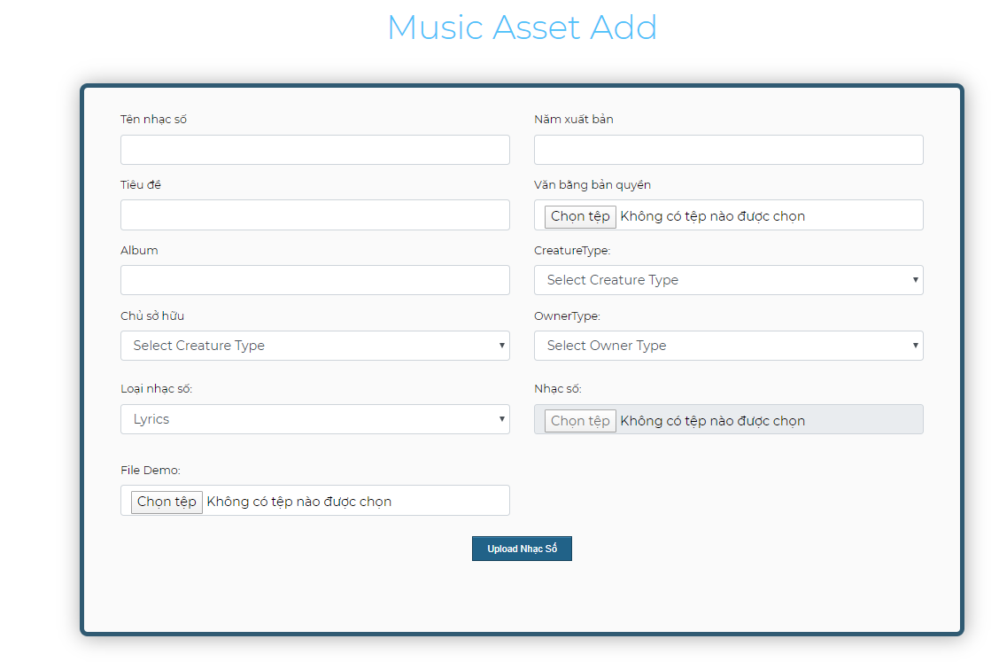 Music Asset Add
Tên nhạc số
Năm xuất bản
Tiêu đề
Văn bằng bản quyền
Chọn tệp Không có tệp nào được chọn
Album
CreatureType:
Select Creature Type
Chủ sở hữu
OwnerType:
Select Creature Type
Select Owner Type
Loại nhạc số:
Nhạc số:
Lyrics
Chọn tệp Không có tệp nào được chọn
File Demo:
Chọn tệp Không có tệp nào được chọn
Upload Nhạc Số